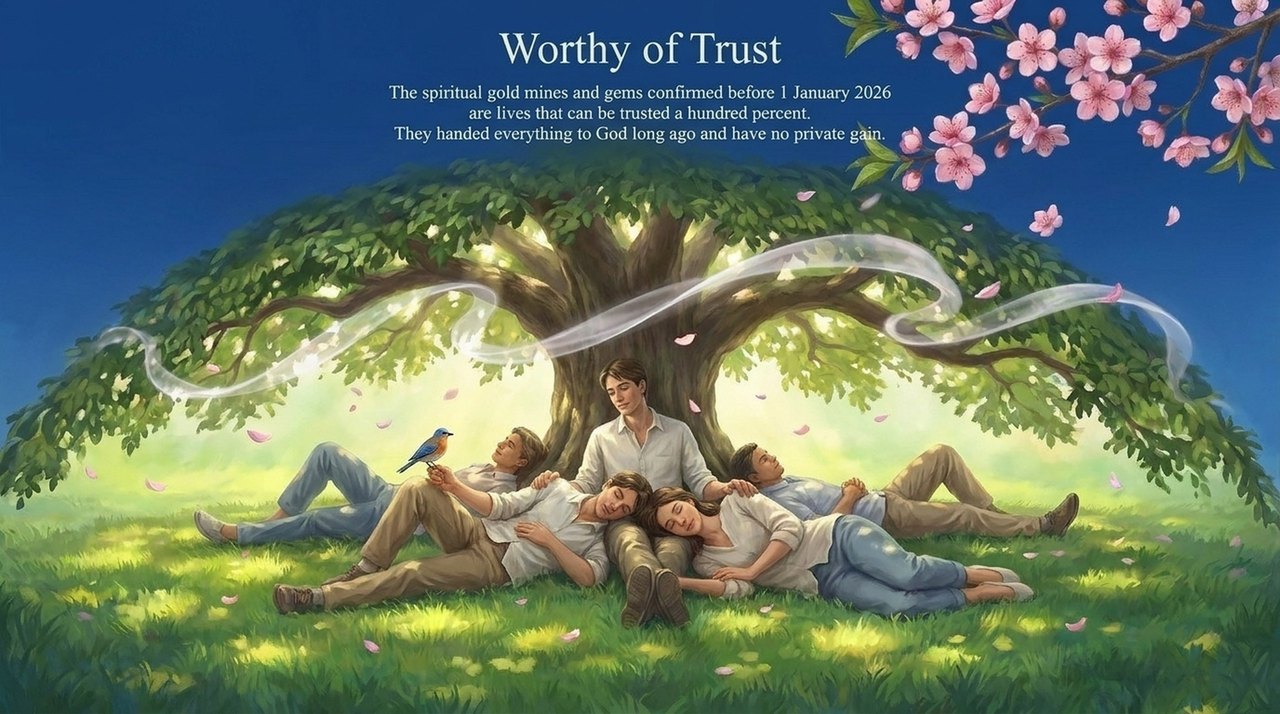 Worthy of Trust
The spiritual gold mines and gems confirmed before 1 January 2026
are lives that can be trusted a hundred percent.
They handed everything to God long ago and have no private gain.